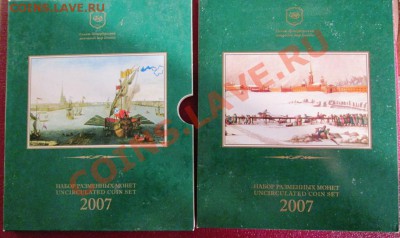 НАБОР РАЗМЕННЫХ МОНЕТ
UNCIRCULATED COIN SET
2007
НАБОР РАЗМЕННЫХ МОНЕТ
UNCIRCULATED COIN SET
2007
COINS.LAVE.RU
COINS.LAVE.RU